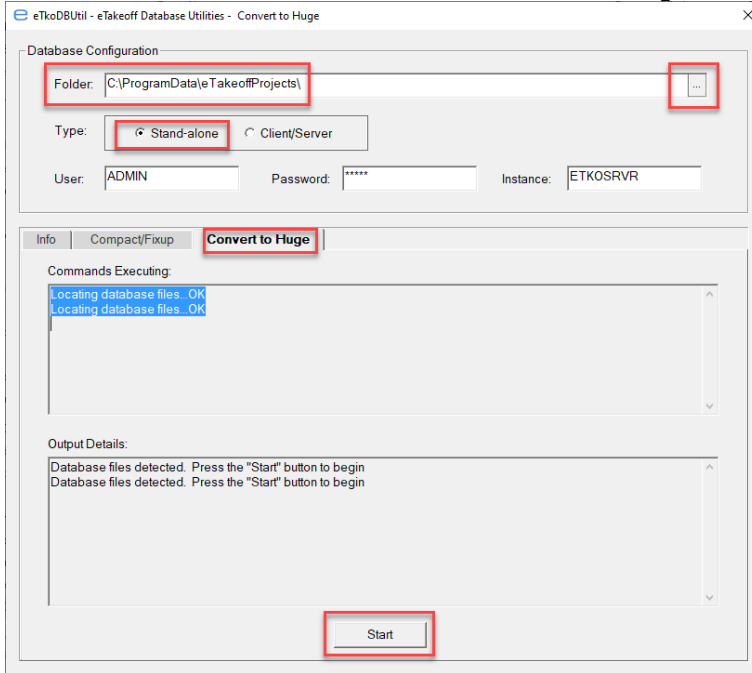 eTkoDBUtil - eTakeoff Database Utilities - Convert to Huge
Database Configuration
Folder: C:\ProgramData\eTakeoffProjects\ ...
Type: Stand-alone Client/Server
User: ADMIN Password: ***** Instance: ETKOSRVR
Info Compact/Fixup Convert to Huge
Commands Executing:
Locating database files...OK
Locating database files...OK
Output Details:
Database files detected. Press the "Start" button to begin
Database files detected. Press the "Start" button to begin
Start